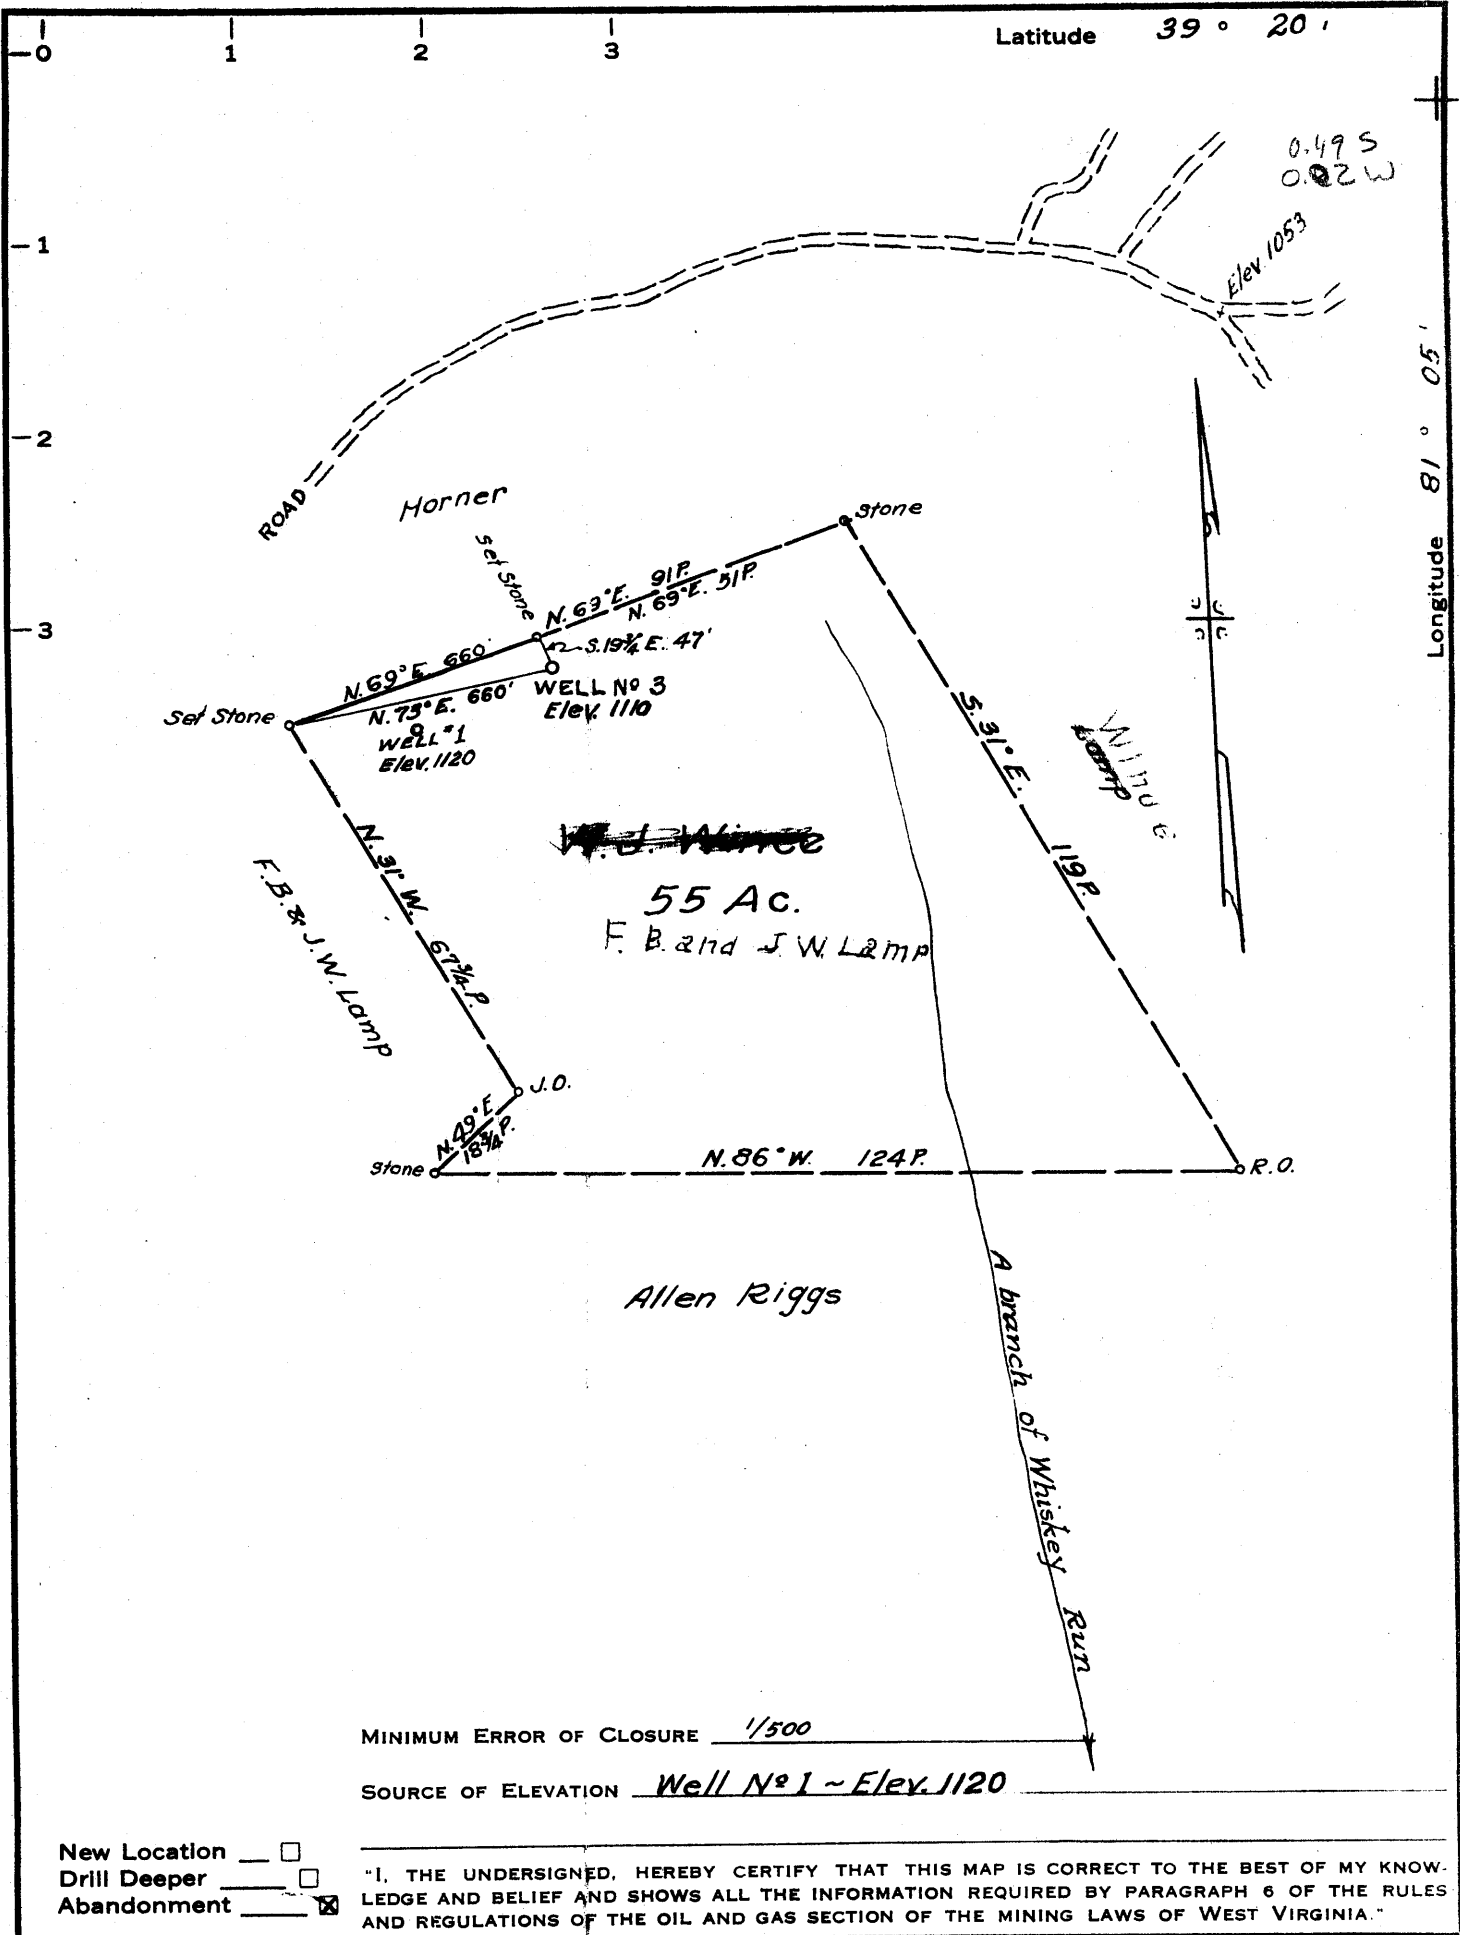 0
1
2
3
Latitude 39° 20'
0.49 S
1
Elev. 1053
2
3
Longitude 81° 05'
ROAD
Horner
Set Stone
Stone
N. 69° E. 91 P.
N. 69° E. 51 P.
S. 19¾ E. 47'
N. 69° E. 660'
N. 73° E. 660'
WELL Nº 3
Elev. 1110
Set Stone
WELL #1
Elev. 1120
S. 31° E. 119 P.
Lamp
W.J. Wince
55 Ac.
F. B. and J. W. Lamp
N. 31° W. 67¾ P.
F.B. & J.W. Lamp
J.O.
N. 49° E
18¾ P.
Stone
N. 86° W. 124 P.
R.O.
Allen Riggs
A branch of Whiskey Run
MINIMUM ERROR OF CLOSURE 1/500
SOURCE OF ELEVATION Well Nº 1 ~ Elev. 1120
New Location
Drill Deeper
Abandonment
"I, THE UNDERSIGNED, HEREBY CERTIFY THAT THIS MAP IS CORRECT TO THE BEST OF MY KNOW-
LEDGE AND BELIEF AND SHOWS ALL THE INFORMATION REQUIRED BY PARAGRAPH 6 OF THE RULES
AND REGULATIONS OF THE OIL AND GAS SECTION OF THE MINING LAWS OF WEST VIRGINIA."